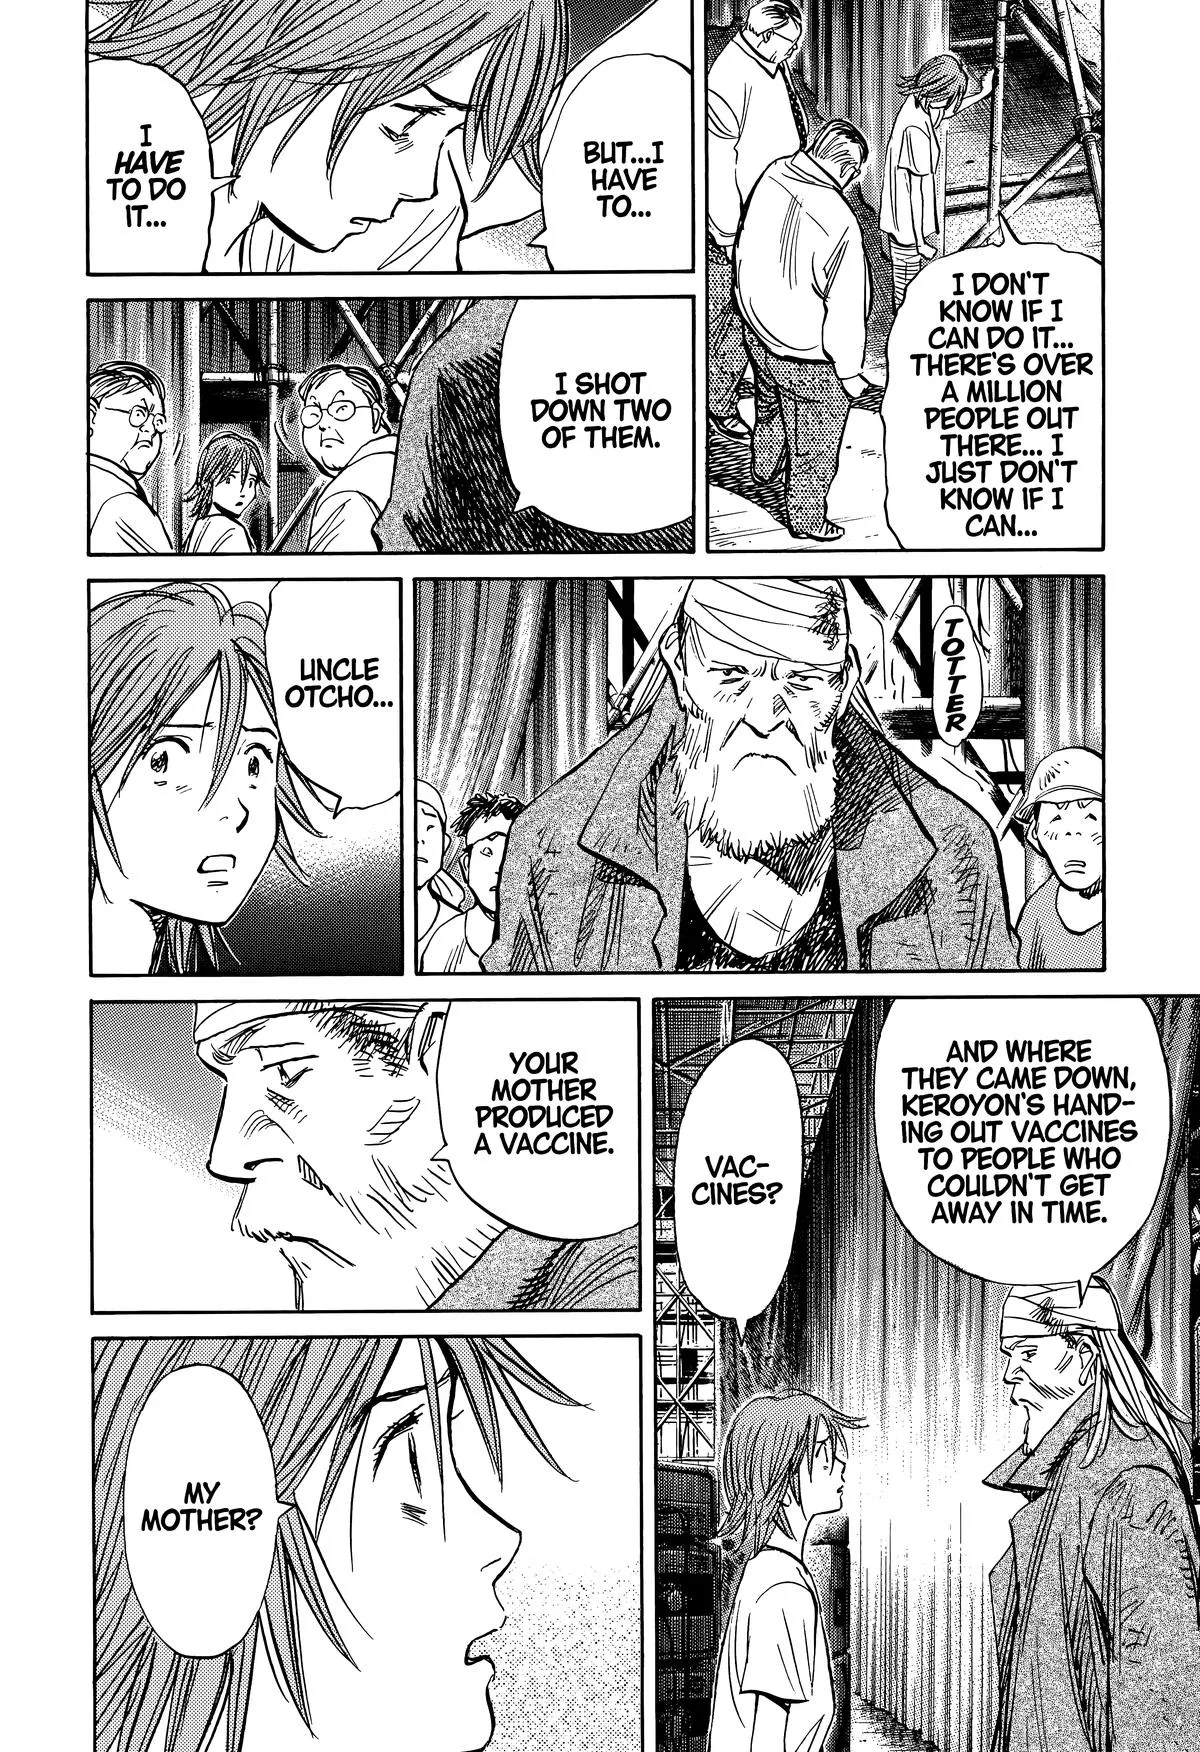 I DON'T
KNOW IF I
CAN DO IT...
THERE'S OVER
A MILLION
PEOPLE OUT
THERE... I
JUST DON'T
KNOW IF I
CAN...
BUT...I
HAVE
TO...
I
HAVE
TO DO
IT...
I SHOT
DOWN TWO
OF THEM.
TOTTER
UNCLE
OTCHO...
AND WHERE
THEY CAME DOWN,
KEROYON'S HAND-
ING OUT VACCINES
TO PEOPLE WHO
COULDN'T GET
AWAY IN TIME.
VAC-
CINES?
YOUR
MOTHER
PRODUCED
A VACCINE.
MY
MOTHER?